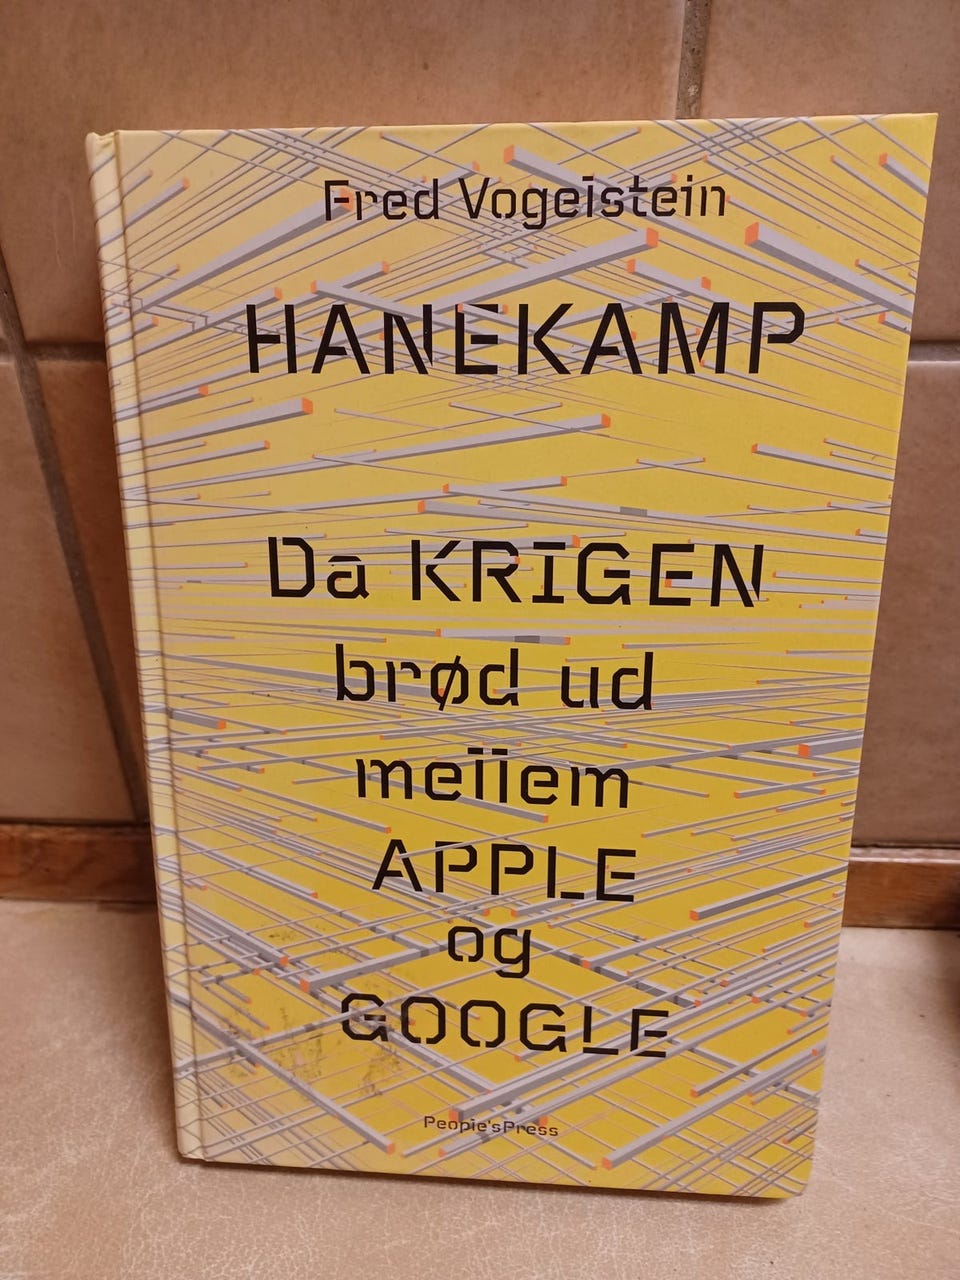 Fred Vogelstein
HANEKAMP
Da KRIGEN
brød ud
mellem
APPLE
og
GOOGLE
People'sPress